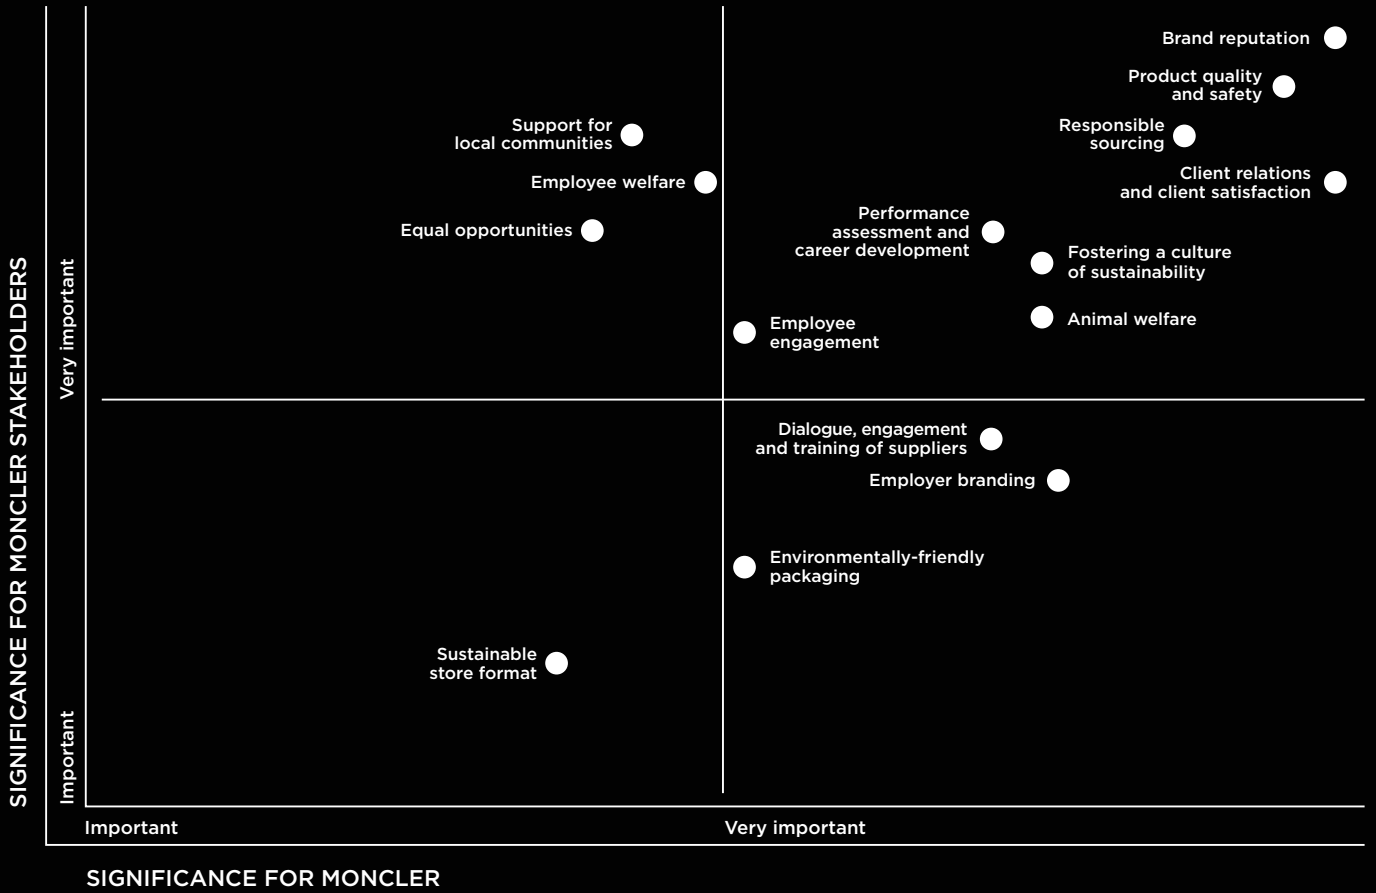 Brand reputation
Product quality
and safety
Support for
local communities
Responsible
sourcing
Employee welfare
Client relations
and client satisfaction
Equal opportunities
Performance
assessment and
career development
Fostering a culture
of sustainability
Animal welfare
Employee
engagement
Dialogue, engagement
and training of suppliers
Employer branding
Environmentally-friendly
packaging
Sustainable
store format
SIGNIFICANCE FOR MONCLER STAKEHOLDERS
Very important
Important
Important
Very important
SIGNIFICANCE FOR MONCLER